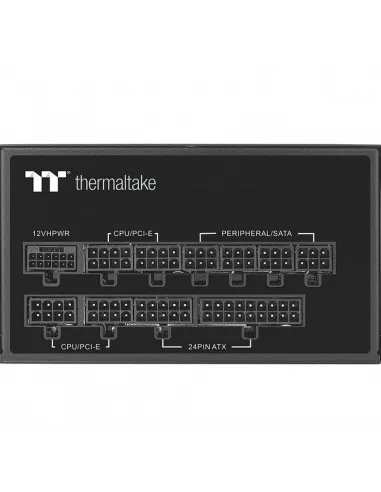 thermaltake
12VHPWR
CPU/PCI-E
PERIPHERAL/SATA
CPU/PCI-E
24PIN ATX